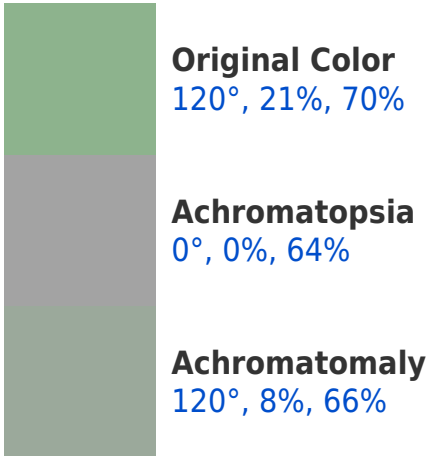 Original Color
120°, 21%, 70%
Achromatopsia
0°, 0%, 64%
Achromatomaly
120°, 8%, 66%